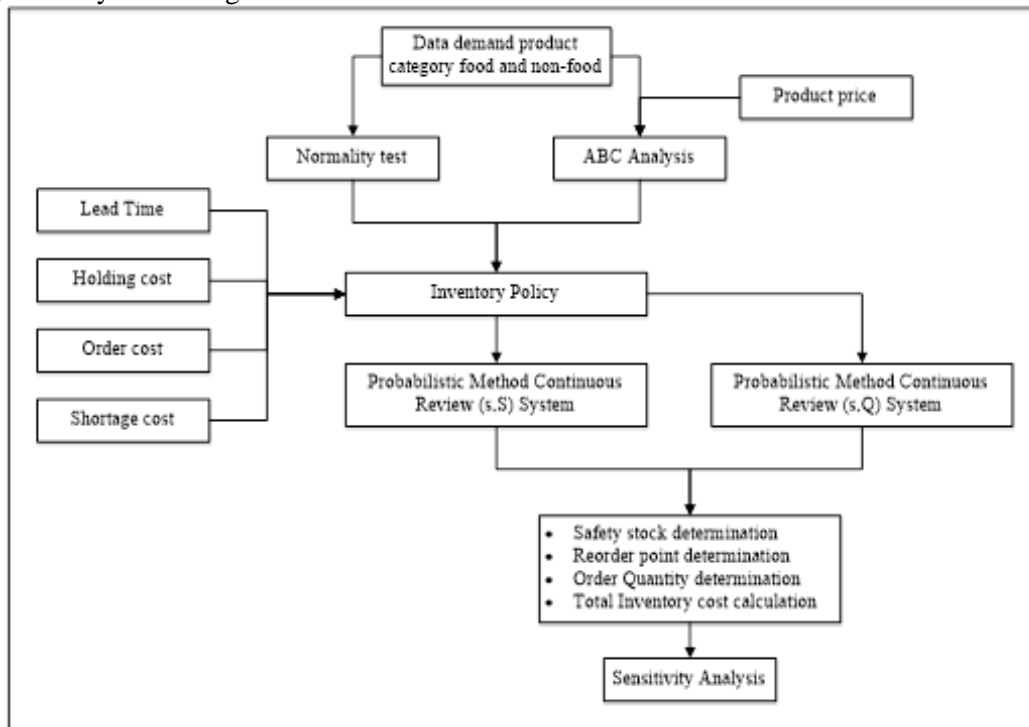 Data demand product
category food and non-food
Product price
Normality test
ABC Analysis
Lead Time
Holding cost
Inventory Policy
Order cost
Probabilistic Method Continuous
Review (s,S) System
Probabilistic Method Continuous
Review (s,Q) System
Shortage cost
• Safety stock determination
• Reorder point determination
• Order Quantity determination
• Total Inventory cost calculation
Sensitivity Analysis